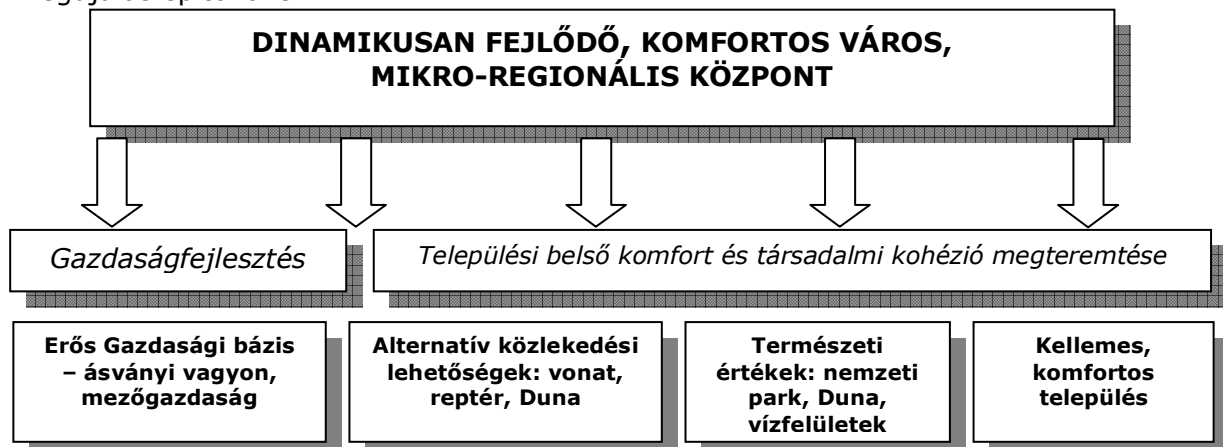 DINAMIKUSAN FEJLŐDŐ, KOMFORTOS VÁROS,
MIKRO-REGIONÁLIS KÖZPONT
Gazdaságfejlesztés
Települési belső komfort és társadalmi kohézió megteremtése
Erős Gazdasági bázis
– ásványi vagyon,
mezőgazdaság
Alternatív közlekedési
lehetőségek: vonat,
reptér, Duna
Természeti
értékek: nemzeti
park, Duna,
vízfelületek
Kellemes,
komfortos
település